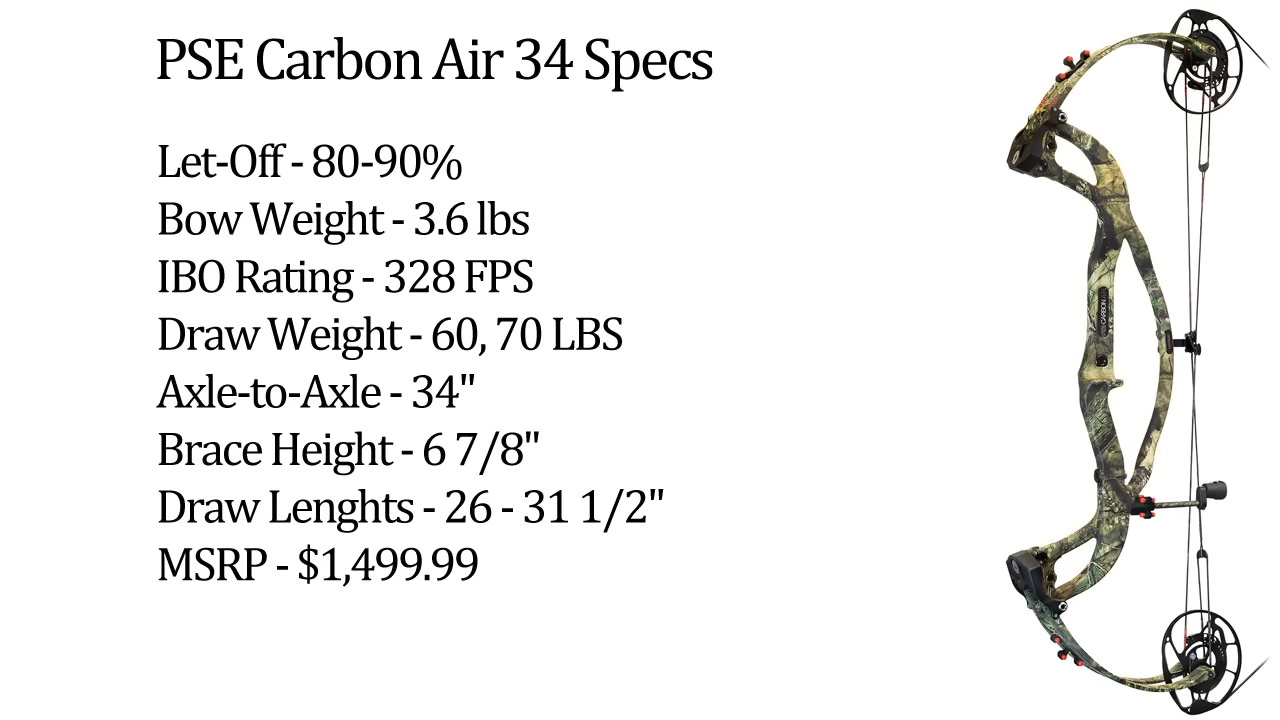 PSE Carbon Air 34 Specs
Let-Off - 80-90%
Bow Weight - 3.6 lbs
IBO Rating - 328 FPS
Draw Weight - 60, 70 LBS
Axle-to-Axle - 34"
Brace Height - 6 7/8"
Draw Lenghts - 26 - 31 1/2"
MSRP - $1,499.99
CARBON